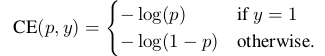 CE(p, y) = { − log(p) if y = 1
− log(1 − p) otherwise.